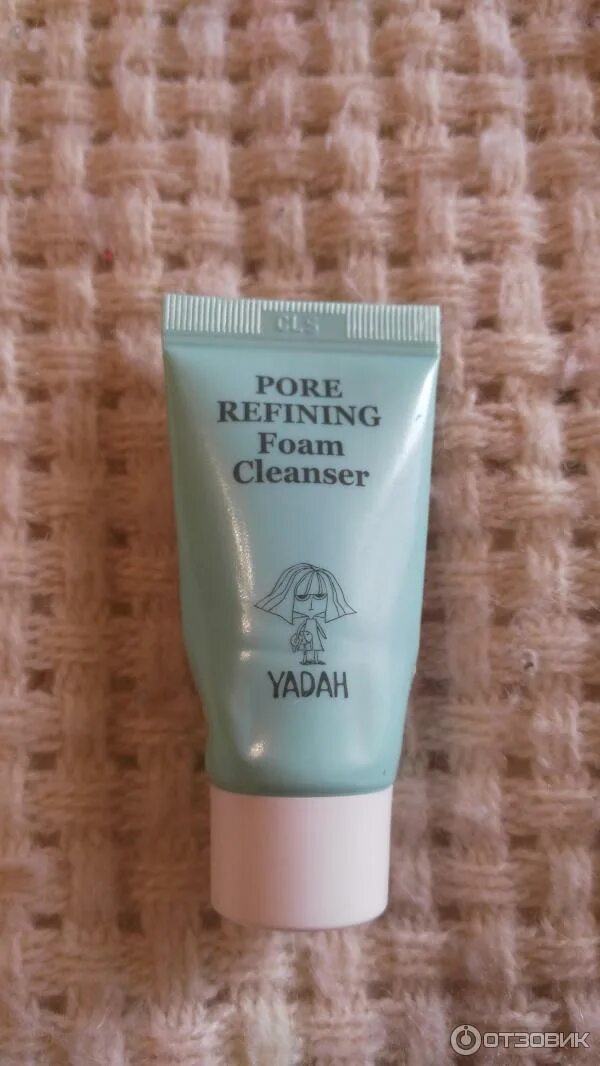 CLS
PORE
REFINING
Foam
Cleanser
YADAH
ОТЗОВИК